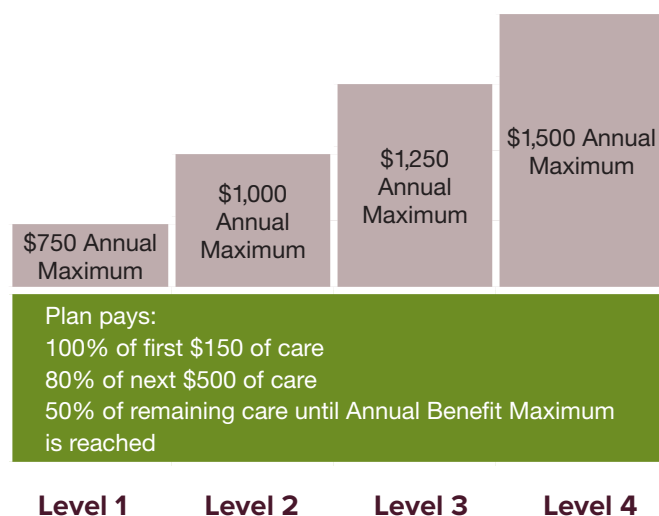 $750 Annual
Maximum
$1,000
Annual
Maximum
$1,250
Annual
Maximum
$1,500 Annual
Maximum
Plan pays:
100% of first $150 of care
80% of next $500 of care
50% of remaining care until Annual Benefit Maximum
is reached
Level 1
Level 2
Level 3
Level 4